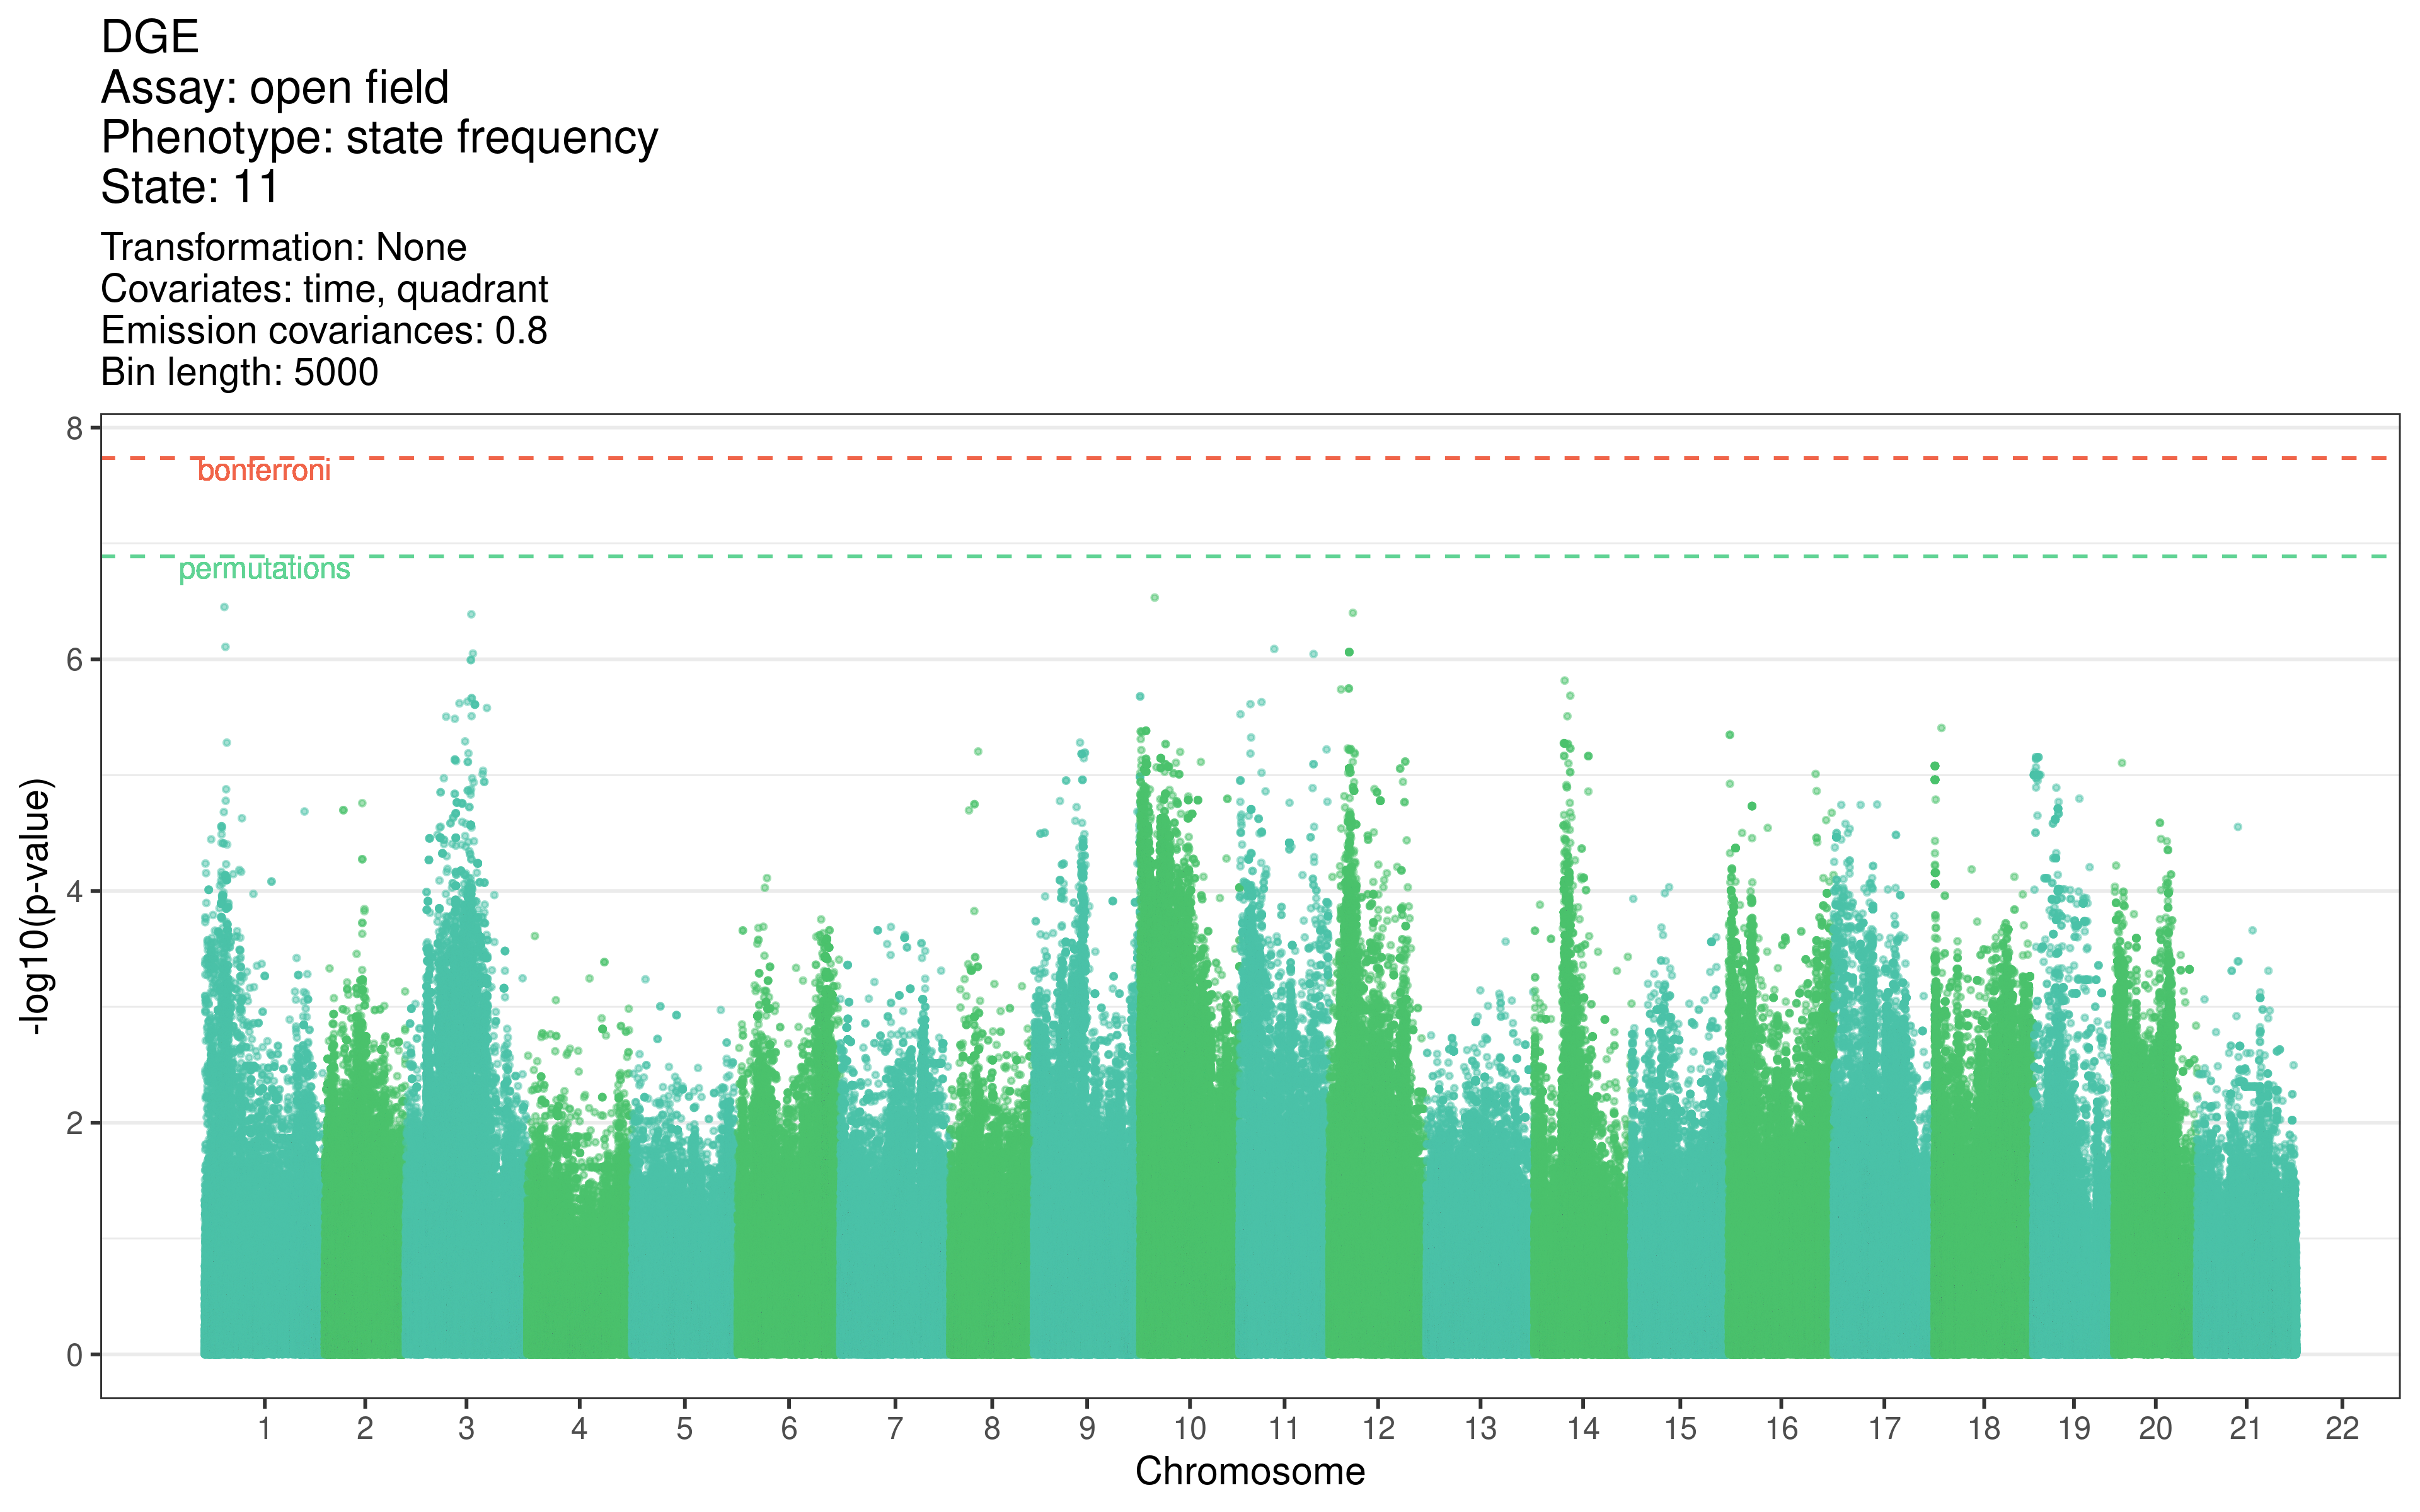 DGE
Assay: open field
Phenotype: state frequency
State: 11
Transformation: None
Covariates: time, quadrant
Emission covariances: 0.8
Bin length: 5000
8
bonferroni
permutations
6
4
2
0
-log10(p-value)
1 2 3 4 5 6 7 8 9 10 11 12 13 14 15 16 17 18 19 20 21 22
Chromosome